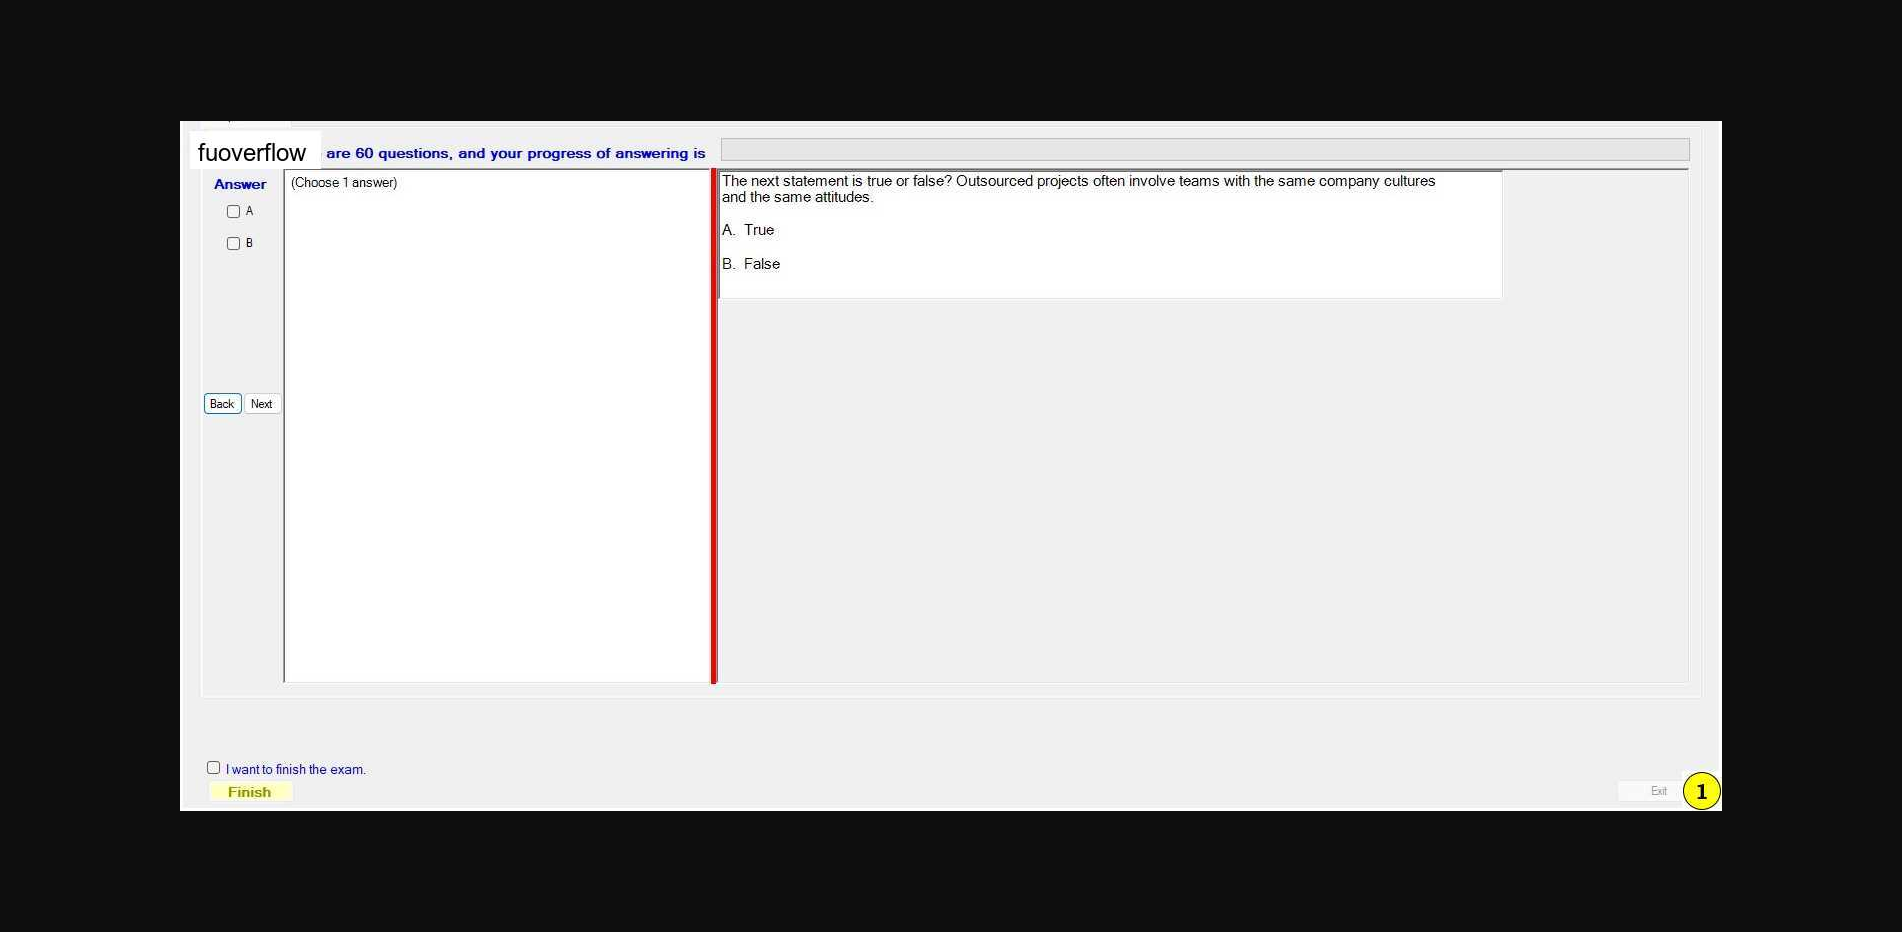 fuoverflow are 60 questions, and your progress of answering is
Answer
A
B
Back Next
(Choose 1 answer)
The next statement is true or false? Outsourced projects often involve teams with the same company cultures
and the same attitudes.
A. True
B. False
I want to finish the exam.
Finish
Exit
1